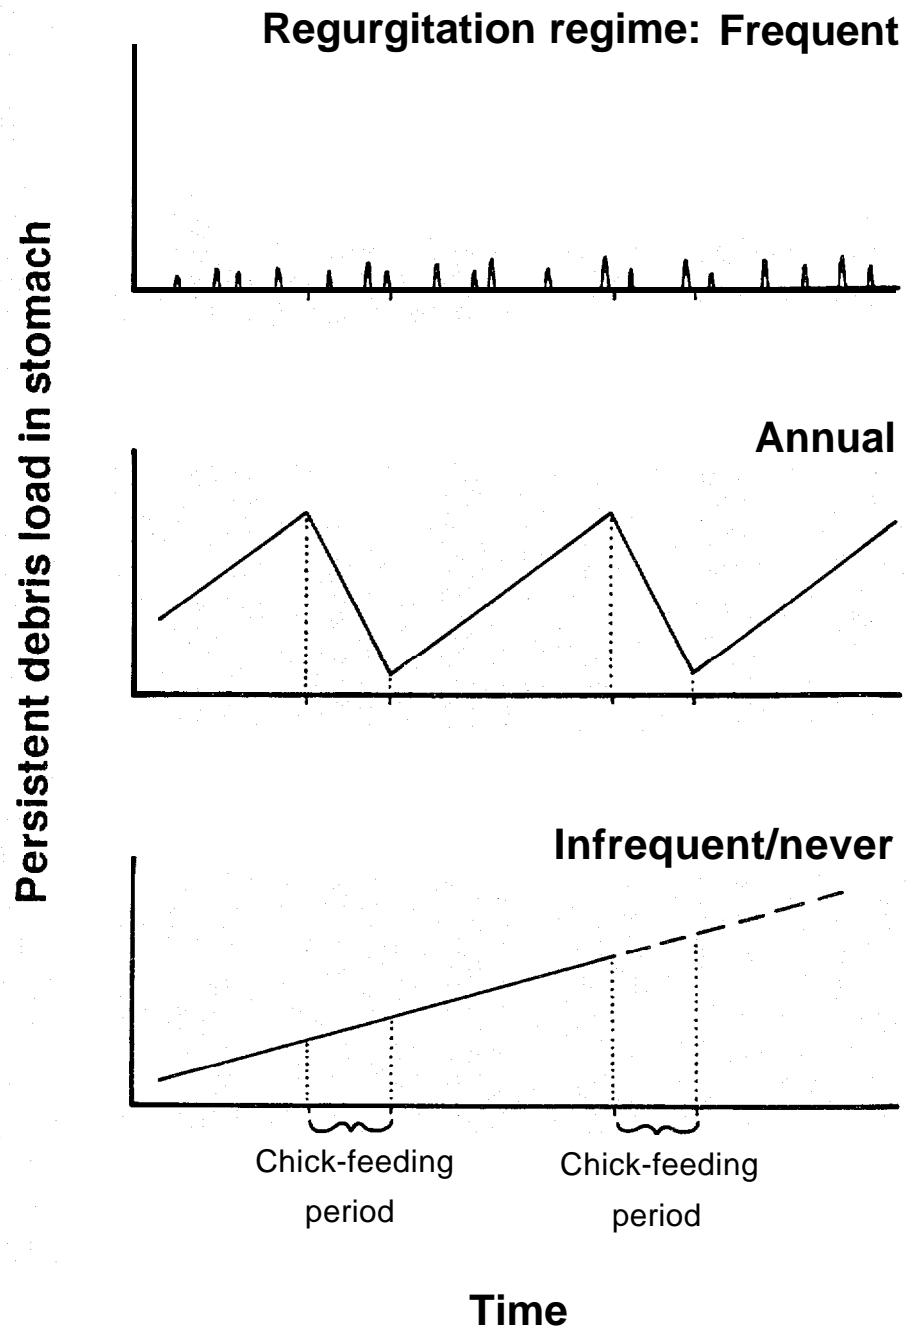 Regurgitation regime: Frequent
Persistent debris load in stomach
Annual
Infrequent/never
Chick-feeding
period
Chick-feeding
period
Time